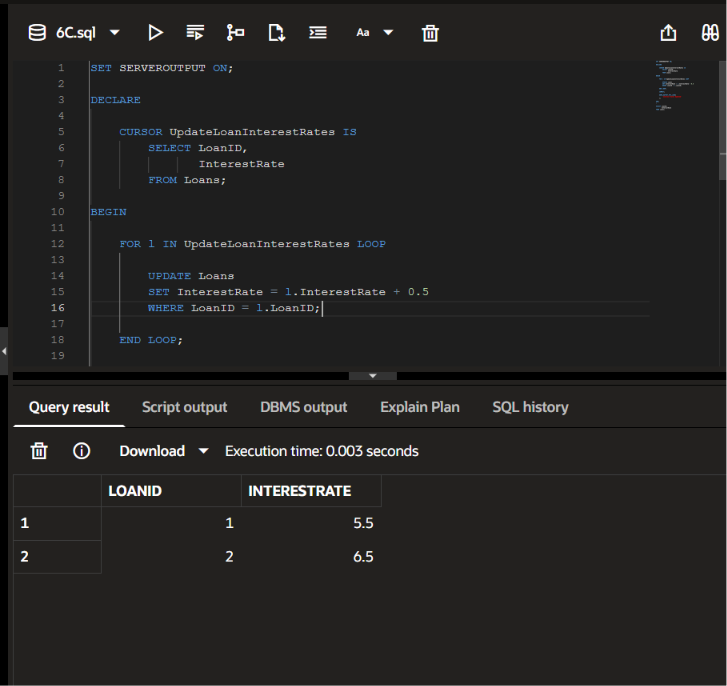 6C.sql
Aa
1 SET SERVEROUTPUT ON;
2
3 DECLARE
4
5 CURSOR UpdateLoanInterestRates IS
6 SELECT LoanID,
7 InterestRate
8 FROM Loans;
9
10 BEGIN
11
12 FOR l IN UpdateLoanInterestRates LOOP
13
14 UPDATE Loans
15 SET InterestRate = l.InterestRate + 0.5
16 WHERE LoanID = l.LoanID;
17
18 END LOOP;
19
Query result Script output DBMS output Explain Plan SQL history
Download Execution time: 0.003 seconds
LOANID INTERESTRATE
1 1 5.5
2 2 6.5